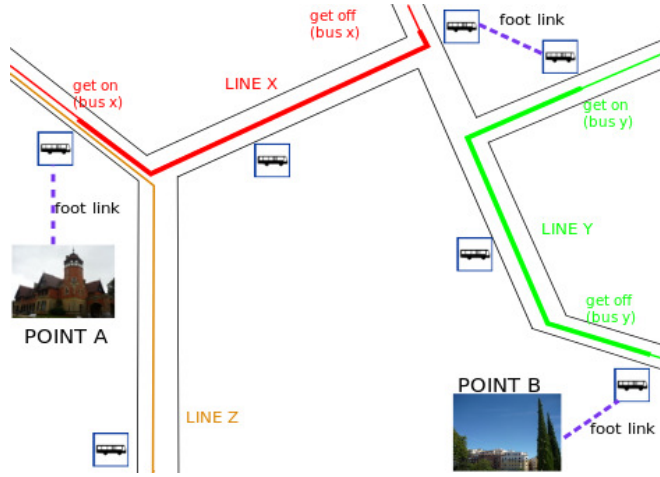 get off
(bus x)
foot link
LINE X
get on
(bus x)
get on
(bus y)
foot link
LINE Y
get off
(bus y)
POINT A
POINT B
LINE Z
foot link